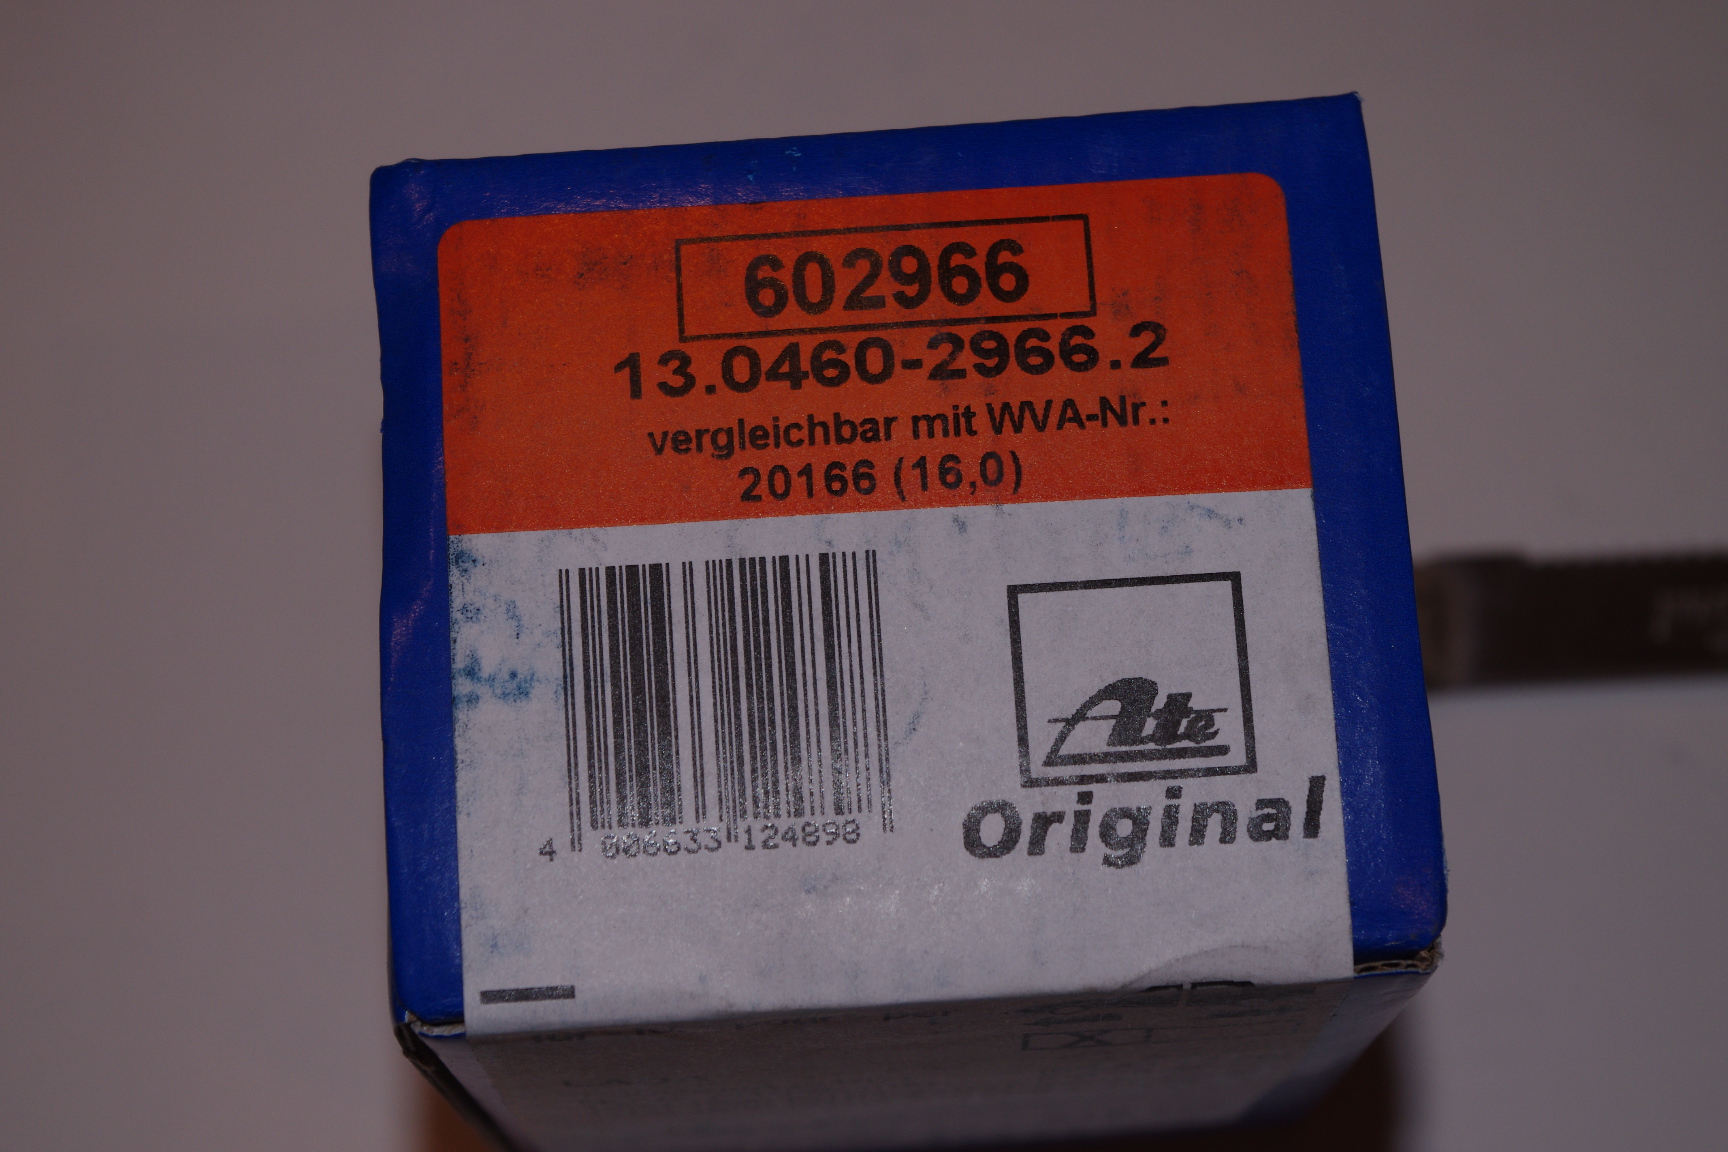 602966
13.0460-2966.2
vergleichbar mit WVA-Nr.:
20166 (16,0)
4 006633 124898
Ate
Original